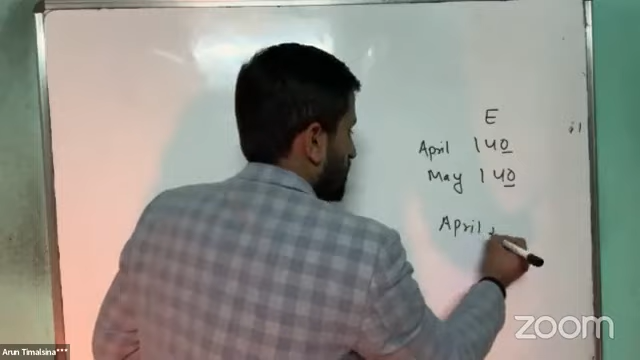 E
April 140
May 140
April
Arun Timalsina***
zoom